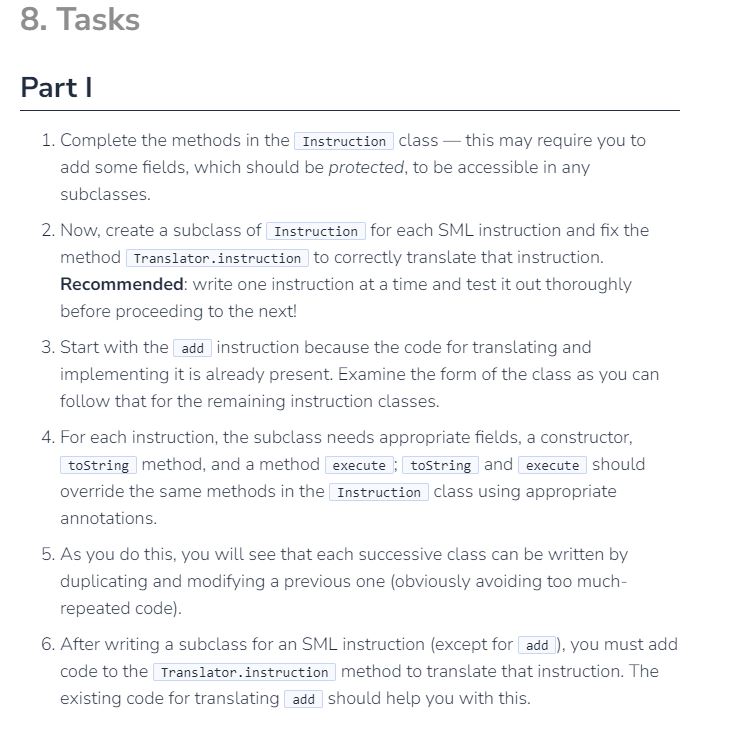 8. Tasks
Part I
1. Complete the methods in the Instruction class — this may require you to
add some fields, which should be protected, to be accessible in any
subclasses.
2. Now, create a subclass of Instruction for each SML instruction and fix the
method Translator.instruction to correctly translate that instruction.
Recommended: write one instruction at a time and test it out thoroughly
before proceeding to the next!
3. Start with the add instruction because the code for translating and
implementing it is already present. Examine the form of the class as you can
follow that for the remaining instruction classes.
4. For each instruction, the subclass needs appropriate fields, a constructor,
toString method, and a method execute; toString and execute should
override the same methods in the Instruction class using appropriate
annotations.
5. As you do this, you will see that each successive class can be written by
duplicating and modifying a previous one (obviously avoiding too much-
repeated code).
6. After writing a subclass for an SML instruction (except for add), you must add
code to the Translator.instruction method to translate that instruction. The
existing code for translating add should help you with this.